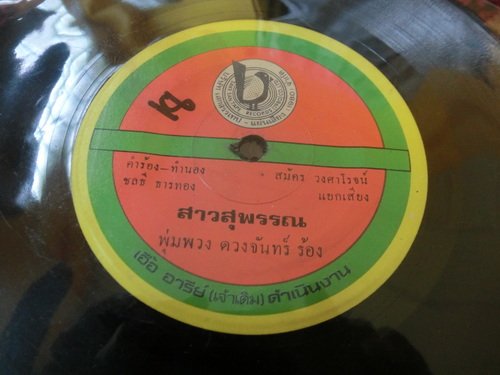 RECORDS
คำร้อง-ทำนอง
ชลธี ธารทอง
สมัคร วงศาโรจน์
แยกเสียง
สาวสุพรรณ
พุ่มพวง ดวงจันทร์ ร้อง
เอื้อ อารีย์ (เจ้าเดิม) ดำเนินงาน